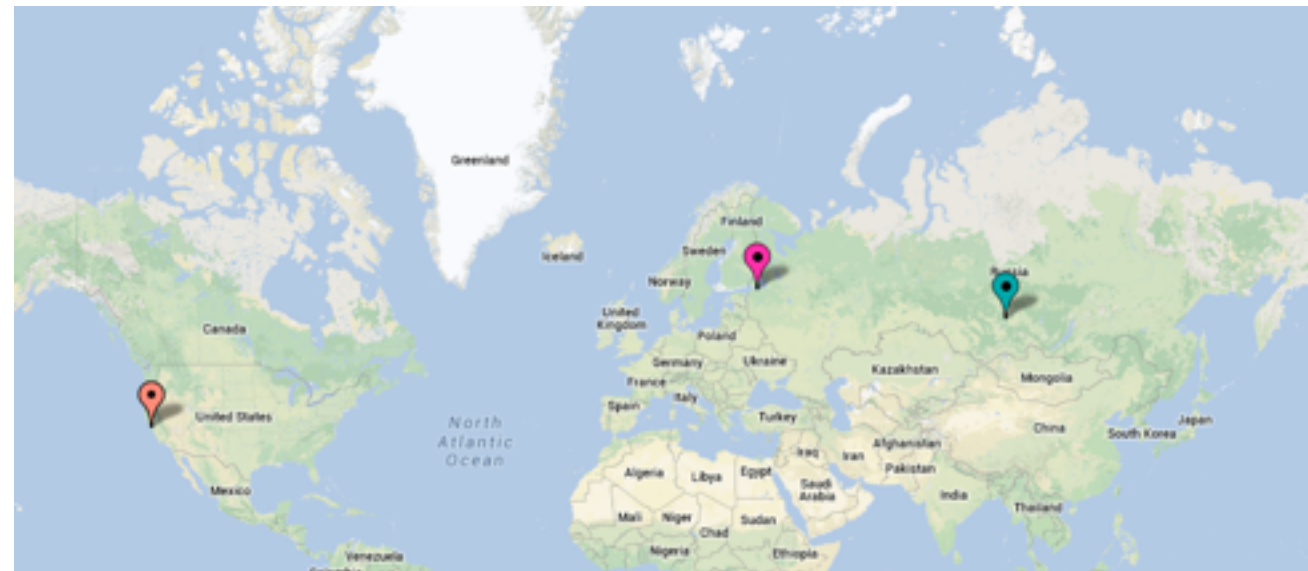 Greenland
Finland
Iceland
Sweden
Norway
Russia
United
Kingdom
Canada
Poland
Germany
Ukraine
Kazakhstan
Mongolia
France
Italy
Spain
United States
Turkey
North
Atlantic
Ocean
Japan
China
South Korea
Iraq
Iran
Afghanistan
Pakistan
Algeria
Libya
Egypt
Saudi
Arabia
Mexico
India
Thailand
Mali
Niger
Chad
Sudan
Nigeria
Ethiopia
Venezuela